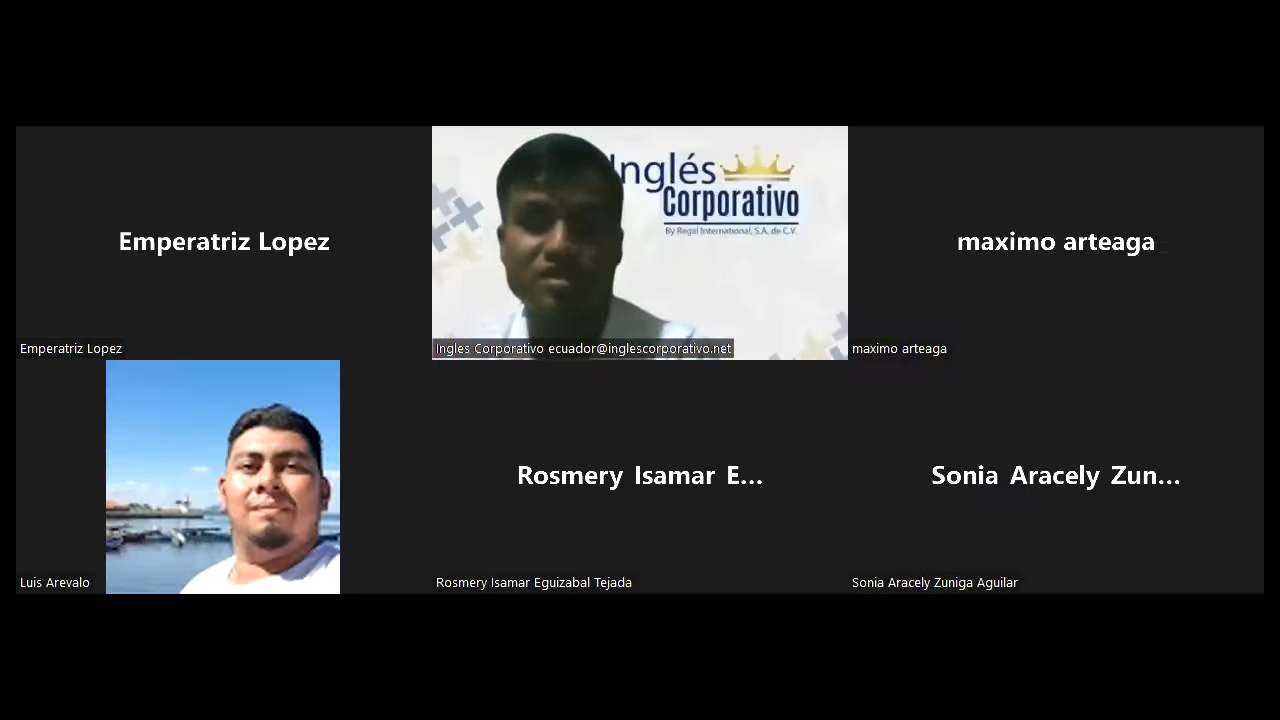 Emperatriz Lopez
Emperatriz Lopez
Inglés
Corporativo
By Regal International, S.A. de C.V.
Ingles Corporativo ecuador@inglescorporativo.net
maximo arteaga
maximo arteaga
Luis Arevalo
Rosmery Isamar E...
Rosmery Isamar Eguizabal Tejada
Sonia Aracely Zun...
Sonia Aracely Zuniga Aguilar